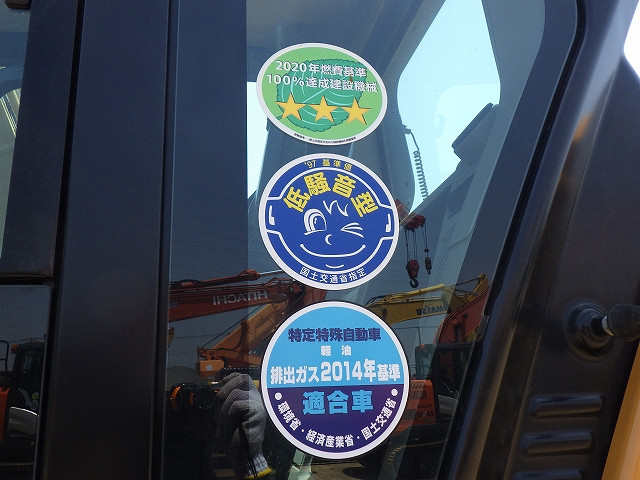 2020年燃費基準
100%達成建設機械
'97 基準値
低騒音型
国土交通省指定
HITACHI
KOMATSU
特定特殊自動車
軽油
排出ガス2014年基準
適合車
・環境省・経済産業省・国土交通省・